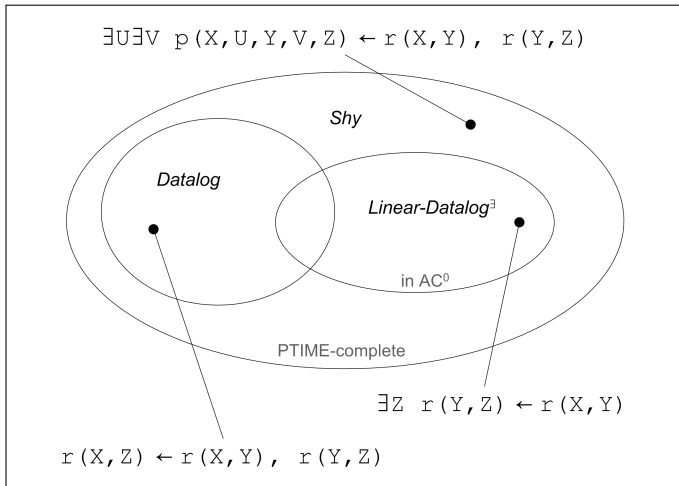 ∃U∃V p(X,U,Y,V,Z) ← r(X,Y), r(Y,Z)
Shy
Datalog
Linear-Datalog∃
in AC0
PTIME-complete
∃Z r(Y,Z) ← r(X,Y)
r(X,Z) ← r(X,Y), r(Y,Z)